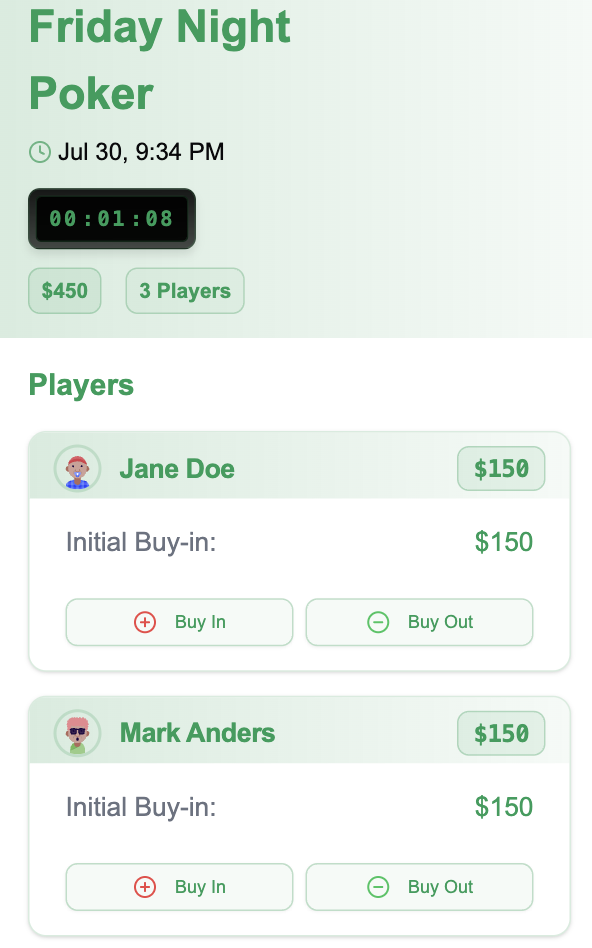 Friday Night
Poker
Jul 30, 9:34 PM
00:01:08
$450 3 Players
Players
Jane Doe $150
Initial Buy-in: $150
Buy In Buy Out
Mark Anders $150
Initial Buy-in: $150
Buy In Buy Out